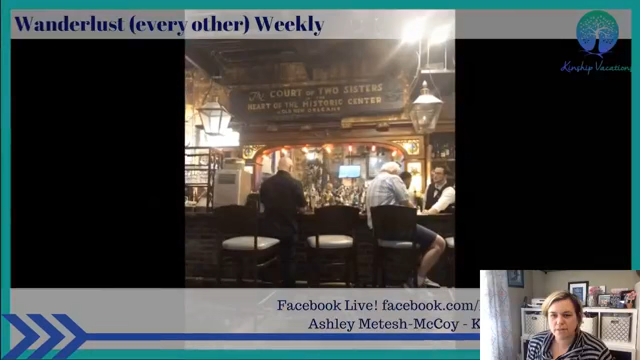 Wanderlust (every other) Weekly
Kinship Vacations
The COURT OF TWO SISTERS
HEART OF THE HISTORIC CENTER
Facebook Live! facebook.com/
Ashley Metesh-McCoy - K